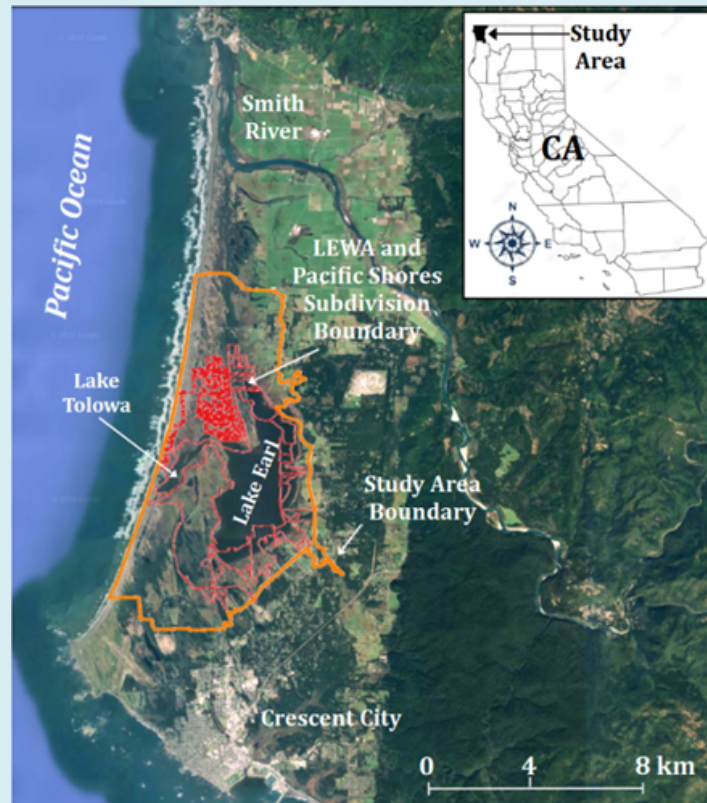 Study
Area
CA
N
W
E
S
Smith
River
Pacific Ocean
LEWA and
Pacific Shores
Subdivision
Boundary
Lake
Tolowa
Lake Earl
Study Area
Boundary
Crescent City
0 4 8 km